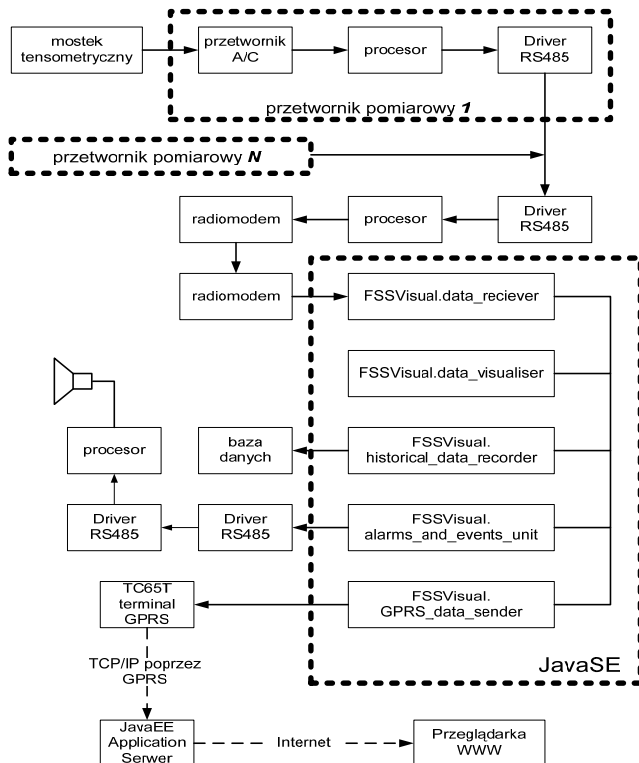 mostek
tensometryczny
przetwornik
A/C
procesor
Driver
RS485
przetwornik pomiarowy 1
przetwornik pomiarowy N
radiomodem
procesor
Driver
RS485
radiomodem
FSSVisual.data_reciever
FSSVisual.data_visualiser
procesor
baza
danych
FSSVisual.
historical_data_recorder
Driver
RS485
Driver
RS485
FSSVisual.
alarms_and_events_unit
TC65T
terminal
GPRS
FSSVisual.
GPRS_data_sender
JavaSE
TCP/IP poprzez
GPRS
JavaEE
Application
Serwer
Internet
Przeglądarka
WWW